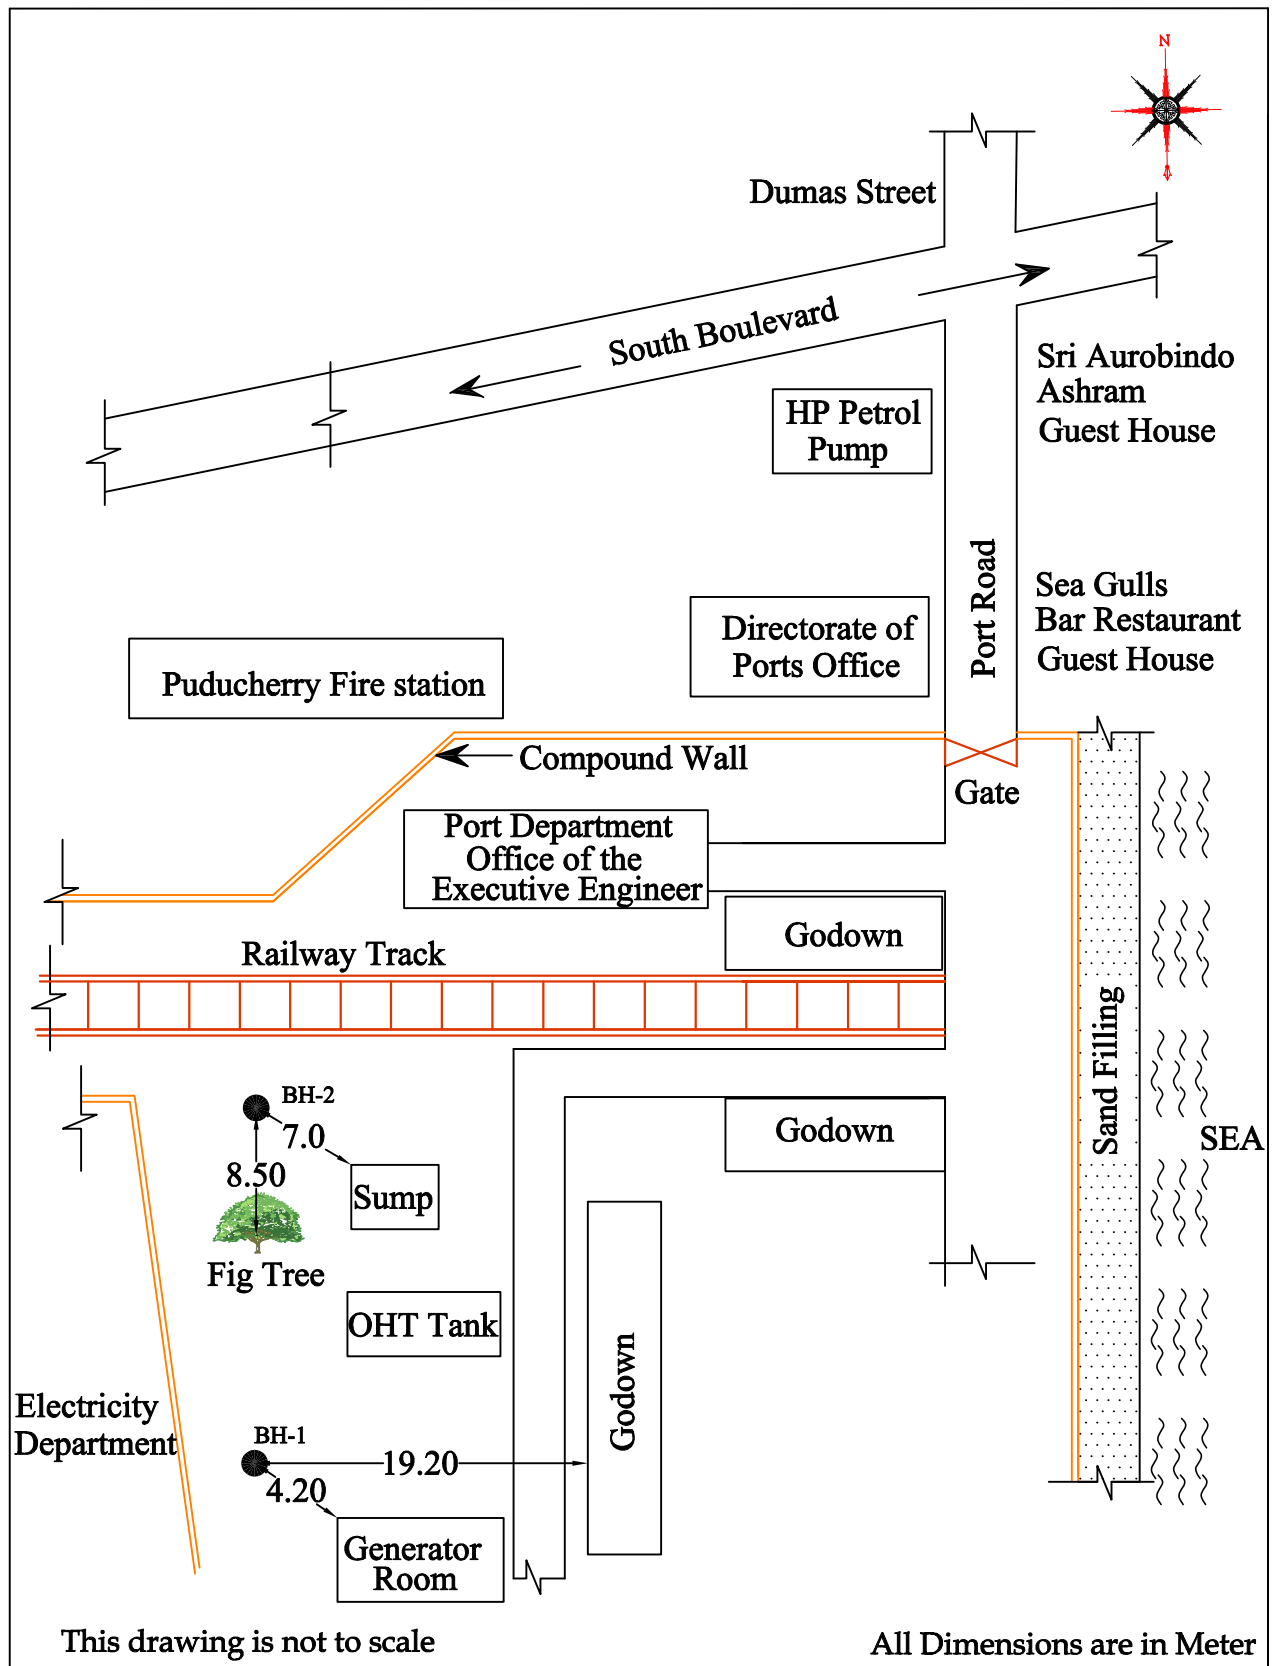 N
Dumas Street
South Boulevard
Sri Aurobindo
Ashram
Guest House
HP Petrol
Pump
Port Road
Sea Gulls
Bar Restaurant
Guest House
Directorate of
Ports Office
Puducherry Fire station
Compound Wall
Gate
Port Department
Office of the
Executive Engineer
Godown
Railway Track
Sand Filling
SEA
BH-2
7.0
8.50
Godown
Sump
Fig Tree
OHT Tank
Godown
Electricity
Department
BH-1
19.20
4.20
Generator
Room
This drawing is not to scale
All Dimensions are in Meter